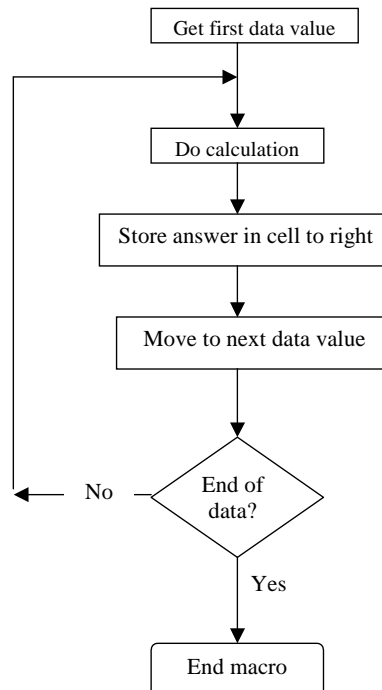 Get first data value
Do calculation
Store answer in cell to right
Move to next data value
End of
data?
No
Yes
End macro